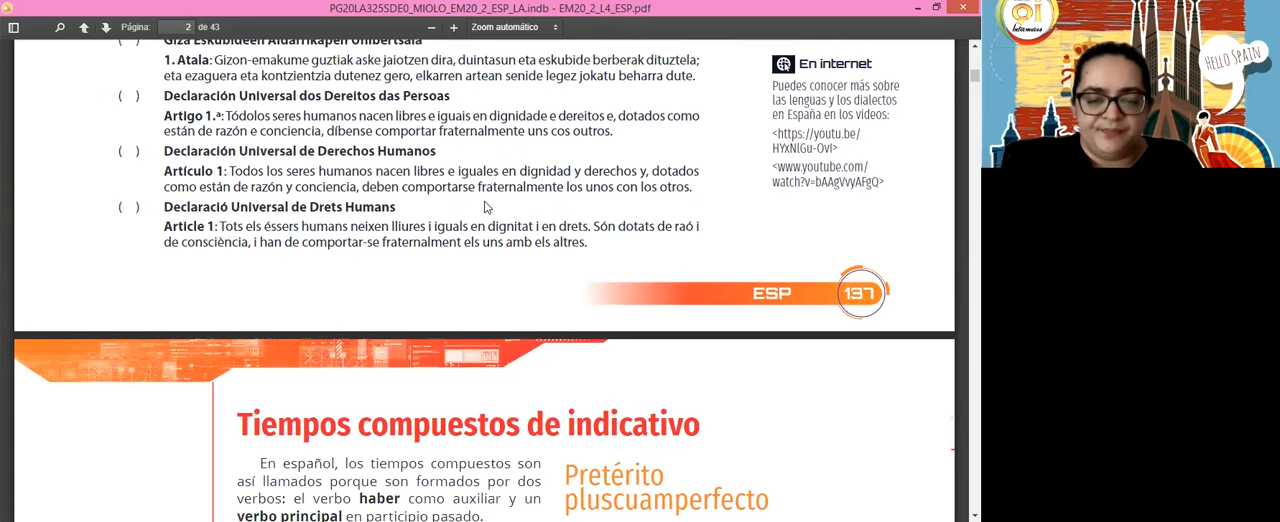 PG20LA325SDE0_MIOLO_EM20_2_ESP_LA.indb - EM20_2_L4_ESP.pdf
Página: 2 de 43
Zoom automático
( ) Giza Eskubideen Aldarrikapen Unibertsala
1. Atala: Gizon-emakume guztiak aske jaiotzen dira, duintasun eta eskubide berberak dituztela;
eta ezaguera eta kontzientzia dutenez gero, elkarren artean senide legez jokatu beharra dute.
( ) Declaración Universal dos Dereitos das Persoas
Artigo 1.ª: Tódolos seres humanos nacen libres e iguais en dignidade e dereitos e, dotados como
están de razón e conciencia, díbense comportar fraternalmente uns cos outros.
( ) Declaración Universal de Derechos Humanos
Artículo 1: Todos los seres humanos nacen libres e iguales en dignidad y derechos y, dotados
como están de razón y conciencia, deben comportarse fraternalmente los unos con los otros.
( ) Declaració Universal de Drets Humans
Article 1: Tots els éssers humans neixen lliures i iguals en dignitat i en drets. Són dotats de raó i
de consciència, i han de comportar-se fraternalment els uns amb els altres.
En internet
Puedes conocer más sobre
las lenguas y los dialectos
en España en los vídeos:
<https://youtu.be/
HYxNlGu-OvI>
<www.youtube.com/
watch?v=bAAgVvyAFgQ>
ESP 137
Tiempos compuestos de indicativo
En español, los tiempos compuestos son
así llamados porque son formados por dos
verbos: el verbo haber como auxiliar y un
verbo principal en participio pasado.
Pretérito
pluscuamperfecto
QI
HELLO SPAIN